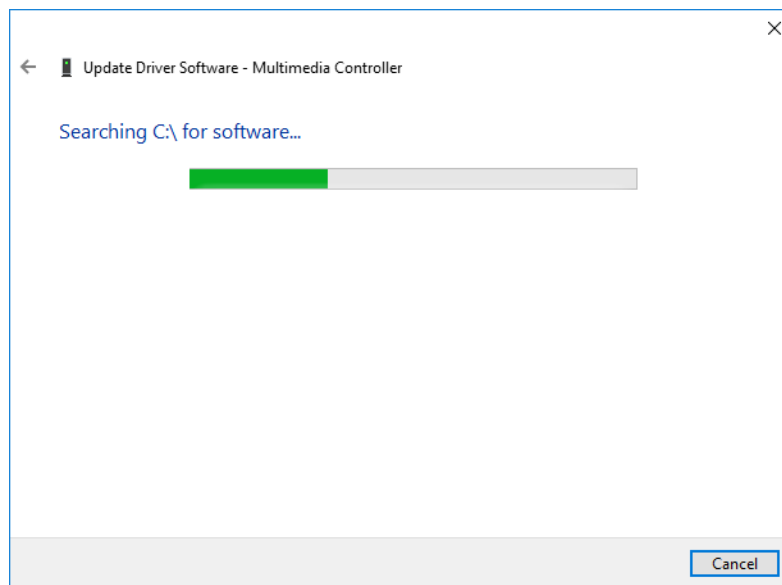 Update Driver Software - Multimedia Controller
Searching C:\ for software...
Cancel